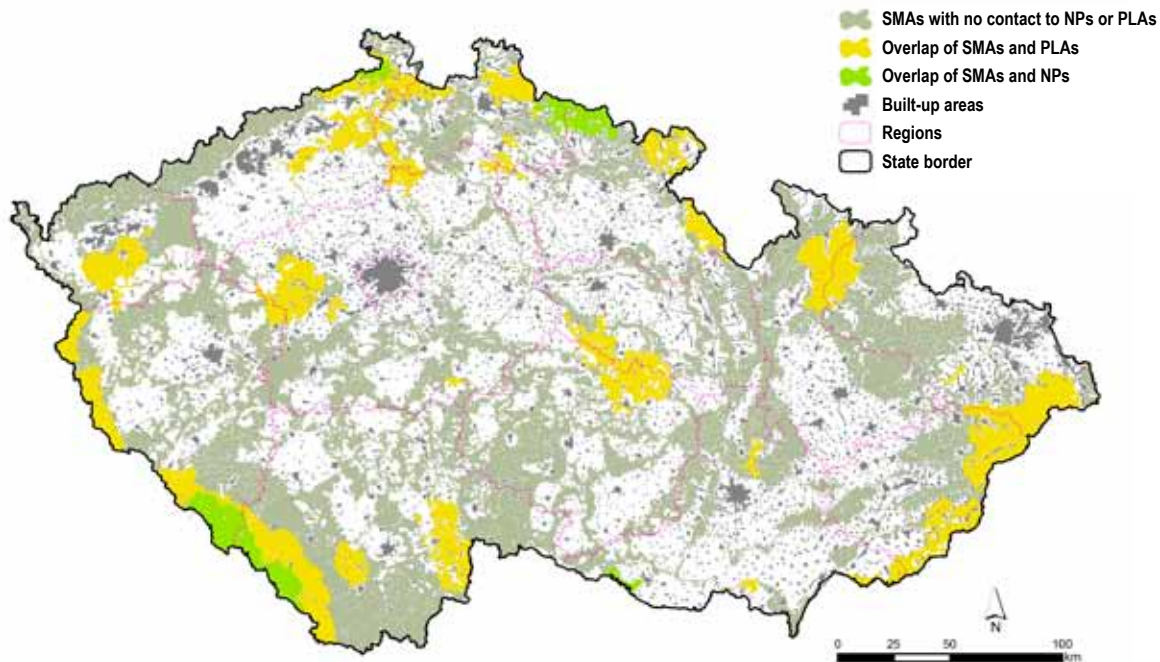 SMAs with no contact to NPs or PLAs
Overlap of SMAs and PLAs
Overlap of SMAs and NPs
Built-up areas
Regions
State border
N
0 25 50 100
km